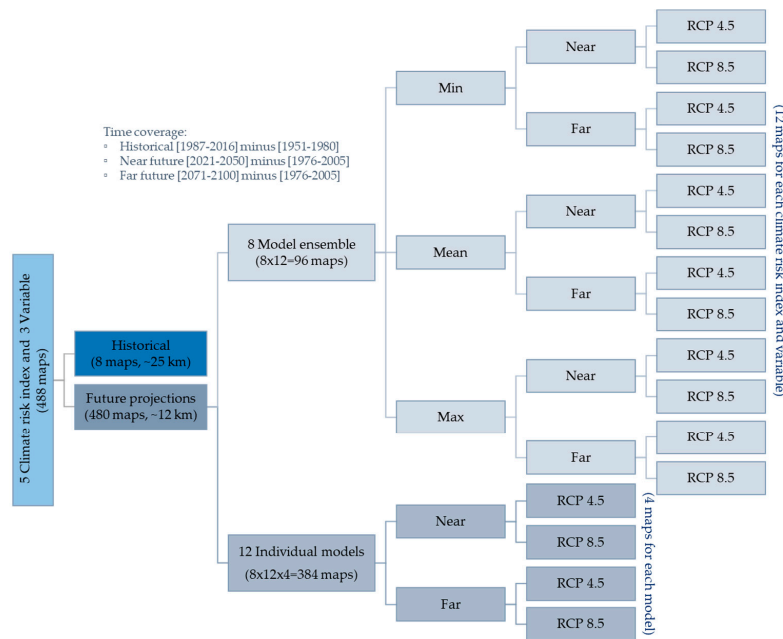 Time coverage:
▫ Historical [1987-2016] minus [1951-1980]
▫ Near future [2021-2050] minus [1976-2005]
▫ Far future [2071-2100] minus [1976-2005]
5 Climate risk index and 3 Variable
(488 maps)
Historical
(8 maps, ~25 km)
Future projections
(480 maps, ~12 km)
8 Model ensemble
(8x12=96 maps)
Min
Near
RCP 4.5
RCP 8.5
Far
RCP 4.5
RCP 8.5
Mean
Near
RCP 4.5
RCP 8.5
Far
RCP 4.5
RCP 8.5
Max
Near
RCP 4.5
RCP 8.5
Far
RCP 4.5
RCP 8.5
(12 maps for each climate risk index and variable)
12 Individual models
(8x12x4=384 maps)
Near
RCP 4.5
RCP 8.5
Far
RCP 4.5
RCP 8.5
(4 maps for each model)